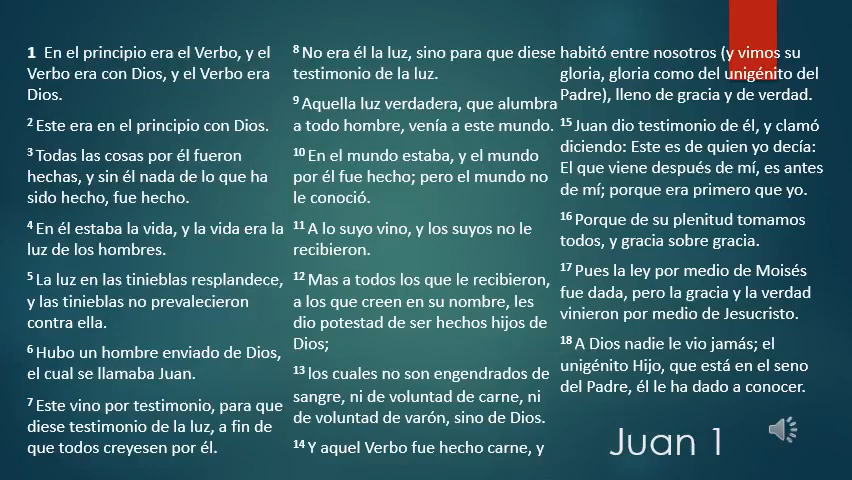 1 En el principio era el Verbo, y el
Verbo era con Dios, y el Verbo era
Dios.
2 Este era en el principio con Dios.
3 Todas las cosas por él fueron
hechas, y sin él nada de lo que ha
sido hecho, fue hecho.
4 En él estaba la vida, y la vida era la
luz de los hombres.
5 La luz en las tinieblas resplandece,
y las tinieblas no prevalecieron
contra ella.
6 Hubo un hombre enviado de Dios,
el cual se llamaba Juan.
7 Este vino por testimonio, para que
diese testimonio de la luz, a fin de
que todos creyesen por él.
8 No era él la luz, sino para que diese
testimonio de la luz.
9 Aquella luz verdadera, que alumbra
a todo hombre, venía a este mundo.
10 En el mundo estaba, y el mundo
por él fue hecho; pero el mundo no
le conoció.
11 A lo suyo vino, y los suyos no le
recibieron.
12 Mas a todos los que le recibieron,
a los que creen en su nombre, les
dio potestad de ser hechos hijos de
Dios;
13 los cuales no son engendrados de
sangre, ni de voluntad de carne, ni
de voluntad de varón, sino de Dios.
14 Y aquel Verbo fue hecho carne, y
habitó entre nosotros (y vimos su
gloria, gloria como del unigénito del
Padre), lleno de gracia y de verdad.
15 Juan dio testimonio de él, y clamó
diciendo: Este es de quien yo decía:
El que viene después de mí, es antes
de mí; porque era primero que yo.
16 Porque de su plenitud tomamos
todos, y gracia sobre gracia.
17 Pues la ley por medio de Moisés
fue dada, pero la gracia y la verdad
vinieron por medio de Jesucristo.
18 A Dios nadie le vio jamás; el
unigénito Hijo, que está en el seno
del Padre, él le ha dado a conocer.
Juan 1